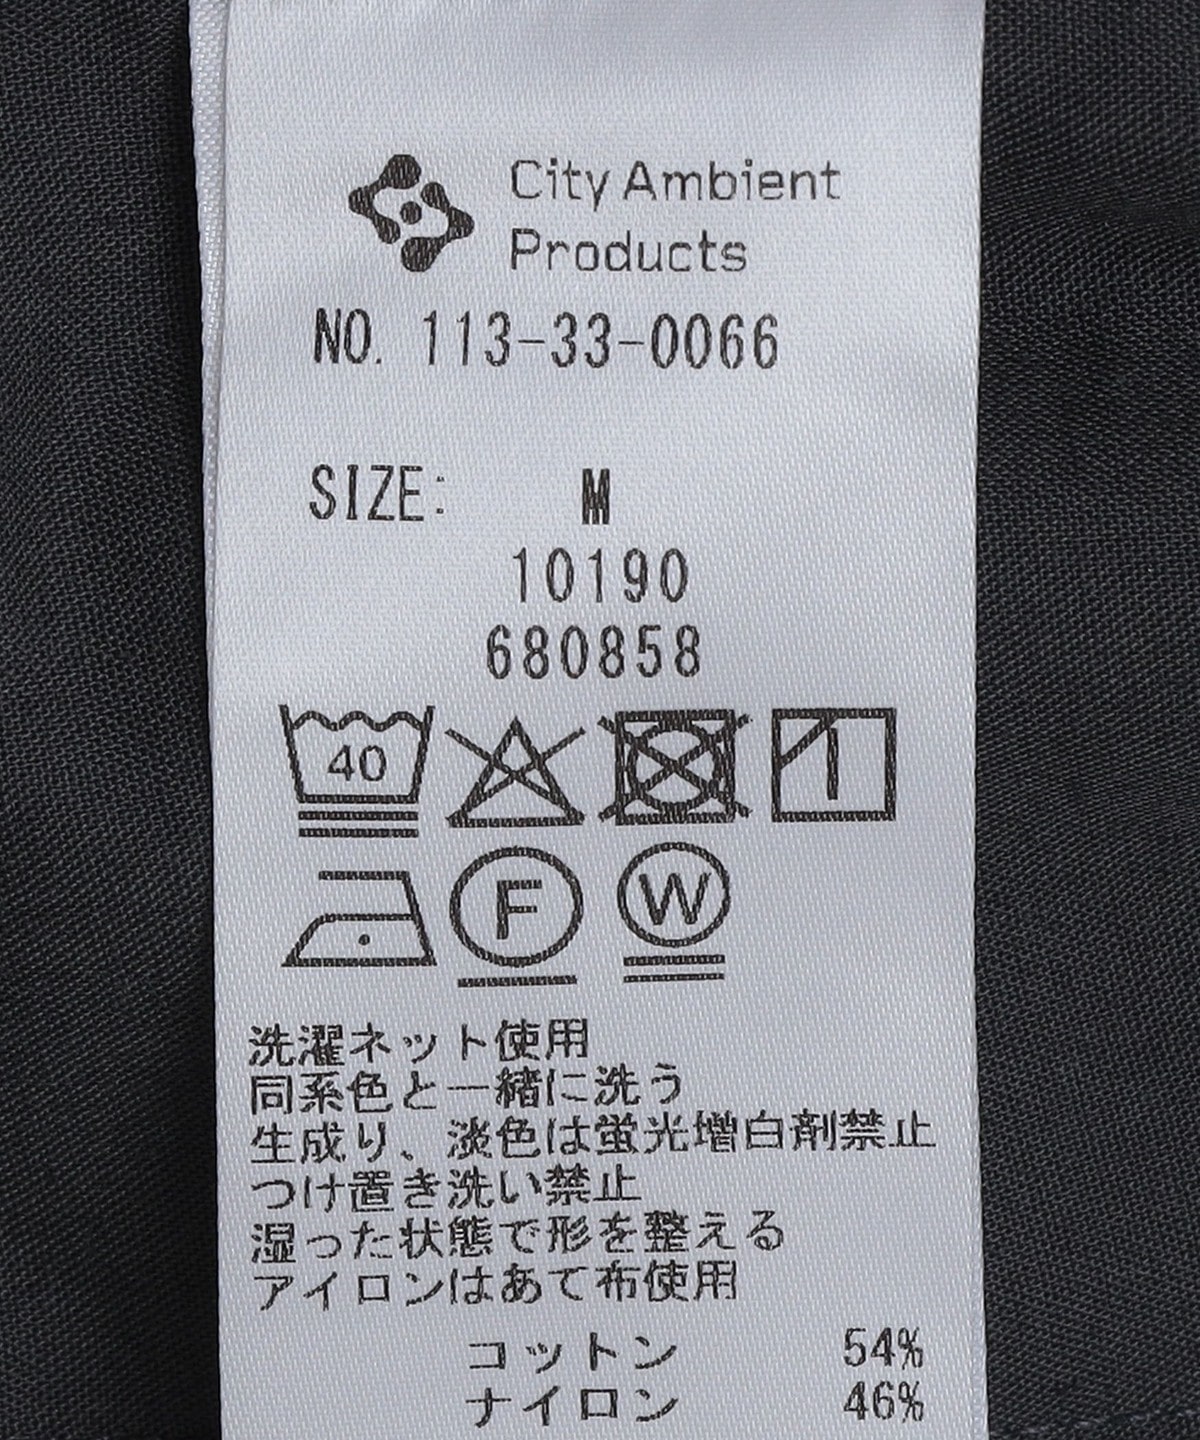 City Ambient
Products
NO. 113-33-0066
SIZE: M
10190
680858
40
F W
洗濯ネット使用
同系色と一緒に洗う
生成り、淡色は蛍光増白剤禁止
つけ置き洗い禁止
湿った状態で形を整える
アイロンはあて布使用
コットン 54%
ナイロン 46%